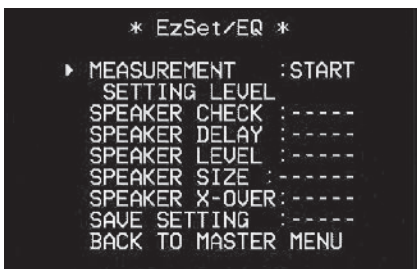 * EzSet/EQ *
▶ MEASUREMENT :START
SETTING LEVEL
SPEAKER CHECK :-----
SPEAKER DELAY :-----
SPEAKER LEVEL :-----
SPEAKER SIZE :------
SPEAKER X-OVER:-----
SAVE SETTING :-----
BACK TO MASTER MENU